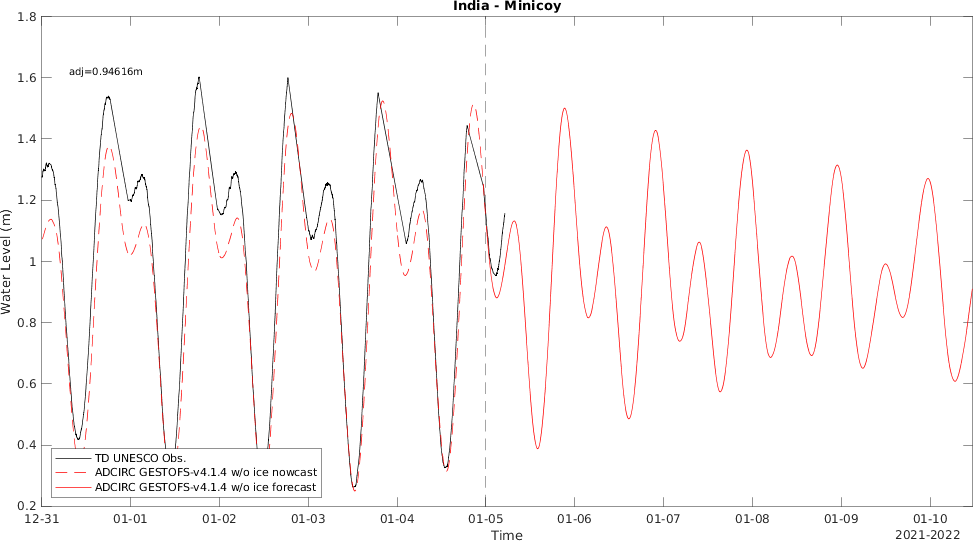 India - Minicoy
adj=0.94616m
1.8
1.6
1.4
1.2
1
0.8
0.6
0.4
0.2
Water Level (m)
TD UNESCO Obs.
ADCIRC GESTOFS-v4.1.4 w/o ice nowcast
ADCIRC GESTOFS-v4.1.4 w/o ice forecast
12-31 01-01 01-02 01-03 01-04 01-05 01-06 01-07 01-08 01-09 01-10
Time
2021-2022